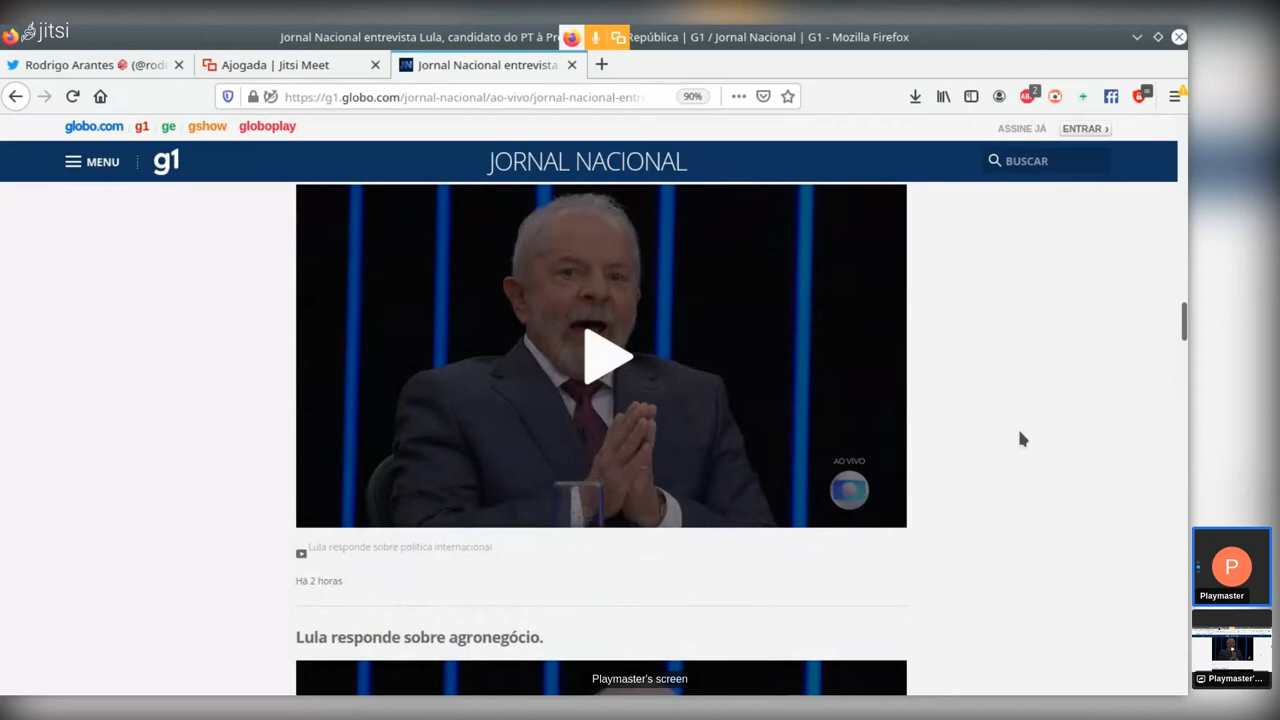 jitsi
Jornal Nacional entrevista Lula, candidato do PT à Pr República | G1 / Jornal Nacional | G1 - Mozilla Firefox
Rodrigo Arantes (@rod
Ajogada | Jitsi Meet
Jornal Nacional entrevista
https://g1.globo.com/jornal-nacional/ao-vivo/jornal-nacional-entr
90%
2
globo.com g1 ge gshow globoplay
ASSEINE JÁ ENTRAR ›
MENU g1 JORNAL NACIONAL BUSCAR
AO VIVO
Lula responde sobre política internacional
Há 2 horas
Lula responde sobre agronegócio.
P
Playmaster
Playmaster's screen
Playmaster'...